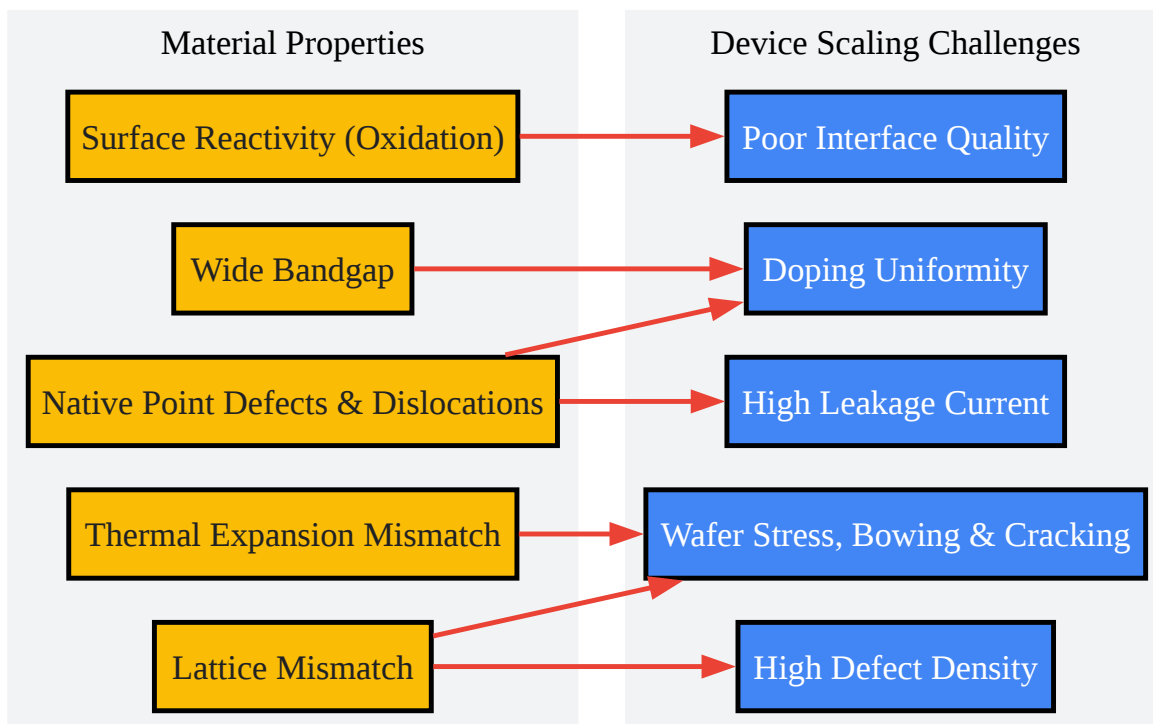 Material Properties
Device Scaling Challenges
Surface Reactivity (Oxidation)
Poor Interface Quality
Wide Bandgap
Doping Uniformity
Native Point Defects & Dislocations
High Leakage Current
Thermal Expansion Mismatch
Wafer Stress, Bowing & Cracking
Lattice Mismatch
High Defect Density